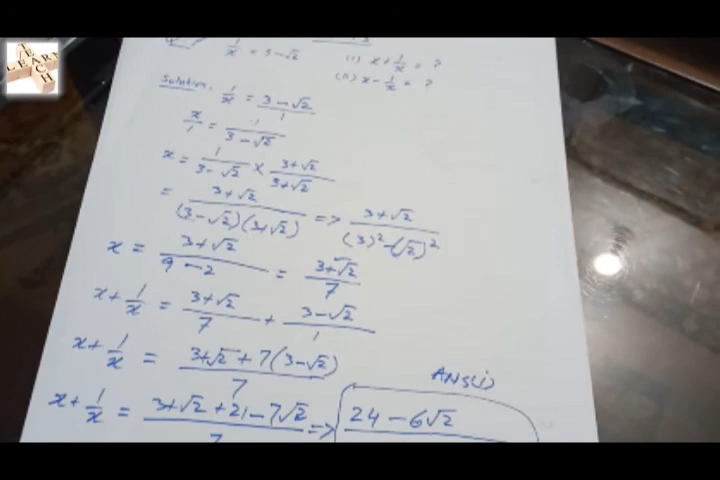 LEARN
TECH
1/x = 3-√2 (i) x + 1/x = ?
(ii) x - 1/x = ?
Solution. 1/x = 3-√2/1
x/1 = 1/3-√2
x = 1/3-√2 × 3+√2/3+√2
= 3+√2/(3-√2)(3+√2) => 3+√2/(3)²-(√2)²
x = 3+√2/9-2 = 3+√2/7
x + 1/x = 3+√2/7 + 3-√2/1
x + 1/x = 3+√2+7(3-√2)/7
ANS(i)
x + 1/x = 3+√2+21-7√2/7 => 24-6√2